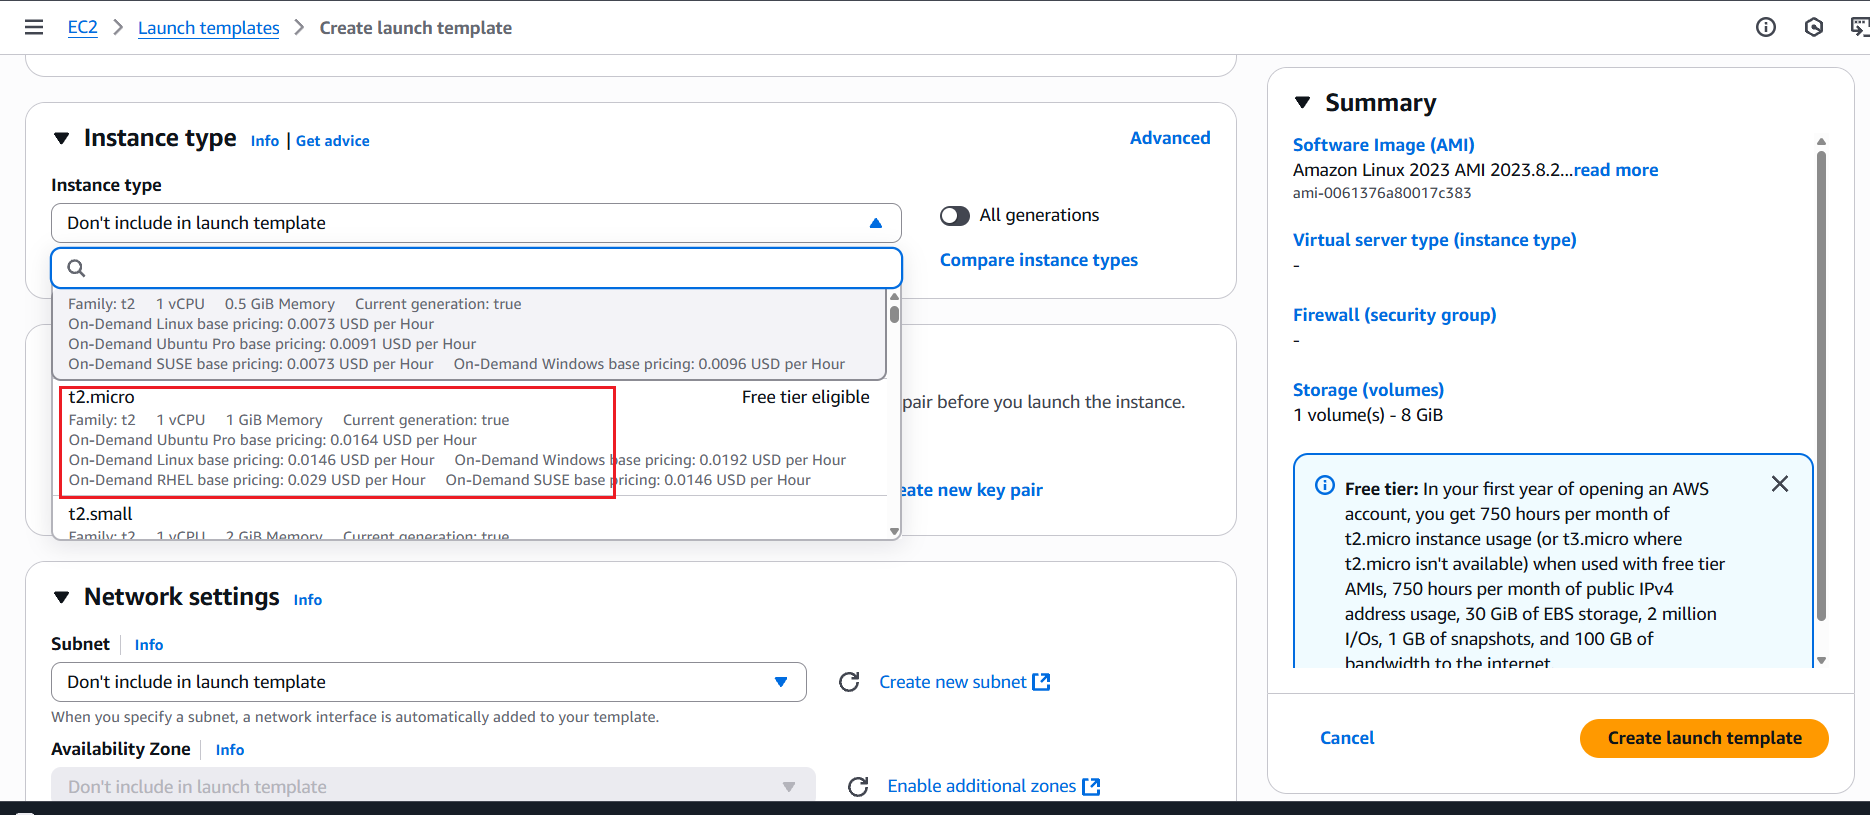 EC2 > Launch templates > Create launch template
Instance type Info | Get advice
Advanced
Instance type
Don't include in launch template
All generations
Compare instance types
Family: t2 1 vCPU 0.5 GiB Memory Current generation: true
On-Demand Linux base pricing: 0.0073 USD per Hour
On-Demand Ubuntu Pro base pricing: 0.0091 USD per Hour
On-Demand SUSE base pricing: 0.0073 USD per Hour On-Demand Windows base pricing: 0.0096 USD per Hour
t2.micro Free tier eligible
Family: t2 1 vCPU 1 GiB Memory Current generation: true
On-Demand Ubuntu Pro base pricing: 0.0164 USD per Hour
On-Demand Linux base pricing: 0.0146 USD per Hour On-Demand Windows base pricing: 0.0192 USD per Hour
On-Demand RHEL base pricing: 0.029 USD per Hour On-Demand SUSE base pricing: 0.0146 USD per Hour
t2.small
Family: t2 1 vCPU 2 GiB Memory Current generation: true
pair before you launch the instance.
eate new key pair
Network settings Info
Subnet Info
Don't include in launch template
Create new subnet
When you specify a subnet, a network interface is automatically added to your template.
Availability Zone Info
Don't include in launch template
Enable additional zones
Summary
Software Image (AMI)
Amazon Linux 2023 AMI 2023.8.2...read more
ami-0061376a80017c383
Virtual server type (instance type)
-
Firewall (security group)
-
Storage (volumes)
1 volume(s) - 8 GiB
Free tier: In your first year of opening an AWS
account, you get 750 hours per month of
t2.micro instance usage (or t3.micro where
t2.micro isn't available) when used with free tier
AMIs, 750 hours per month of public IPv4
address usage, 30 GiB of EBS storage, 2 million
I/Os, 1 GB of snapshots, and 100 GB of
bandwidth to the internet
Cancel
Create launch template